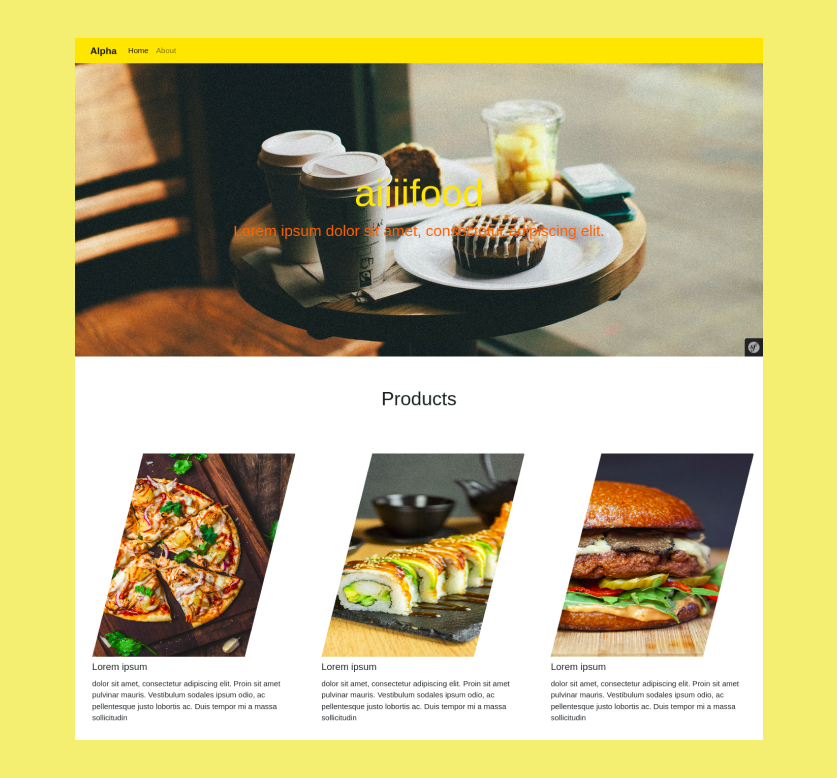 Alpha Home About
aiiiifood
Lorem ipsum dolor sit amet, consectetur adipiscing elit.
Products
Lorem ipsum
dolor sit amet, consectetur adipiscing elit. Proin sit amet
pulvinar mauris. Vestibulum sodales ipsum odio, ac
pellentesque justo lobortis ac. Duis tempor mi a massa
sollicitudin
Lorem ipsum
dolor sit amet, consectetur adipiscing elit. Proin sit amet
pulvinar mauris. Vestibulum sodales ipsum odio, ac
pellentesque justo lobortis ac. Duis tempor mi a massa
sollicitudin
Lorem ipsum
dolor sit amet, consectetur adipiscing elit. Proin sit amet
pulvinar mauris. Vestibulum sodales ipsum odio, ac
pellentesque justo lobortis ac. Duis tempor mi a massa
sollicitudin